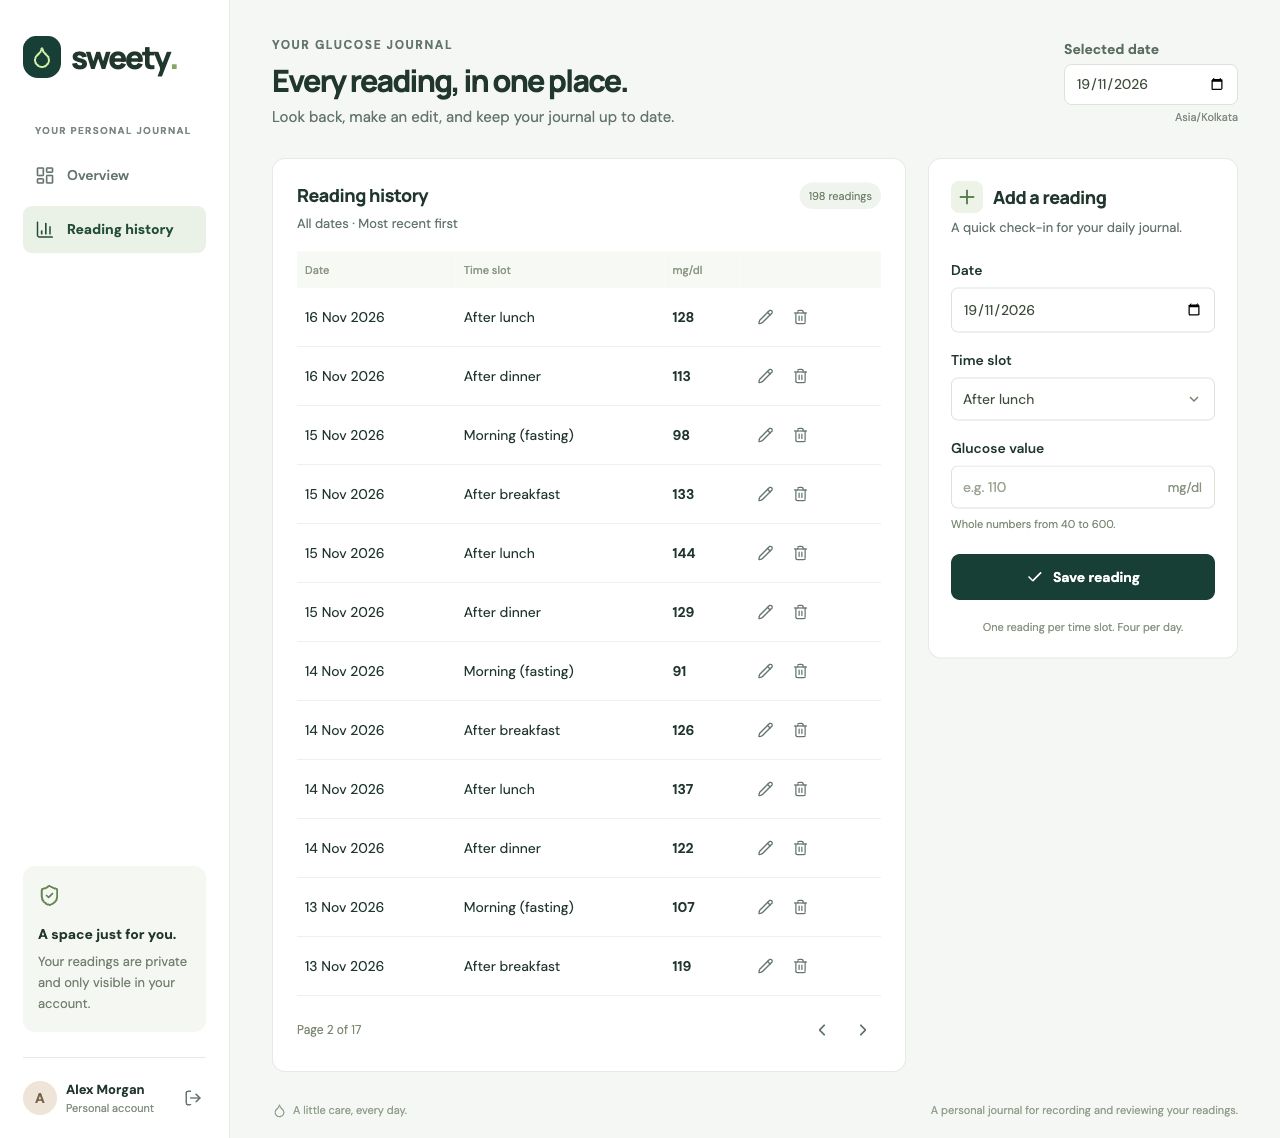 sweety.
YOUR PERSONAL JOURNAL
Overview
Reading history
A space just for you.
Your readings are private
and only visible in your
account.
A
Alex Morgan
Personal account
YOUR GLUCOSE JOURNAL
Every reading, in one place.
Look back, make an edit, and keep your journal up to date.
Selected date
19/11/2026
Asia/Kolkata
Reading history
198 readings
All dates · Most recent first
Date Time slot mg/dl
16 Nov 2026 After lunch 128
16 Nov 2026 After dinner 113
15 Nov 2026 Morning (fasting) 98
15 Nov 2026 After breakfast 133
15 Nov 2026 After lunch 144
15 Nov 2026 After dinner 129
14 Nov 2026 Morning (fasting) 91
14 Nov 2026 After breakfast 126
14 Nov 2026 After lunch 137
14 Nov 2026 After dinner 122
13 Nov 2026 Morning (fasting) 107
13 Nov 2026 After breakfast 119
Page 2 of 17
Add a reading
A quick check-in for your daily journal.
Date
19/11/2026
Time slot
After lunch
Glucose value
e.g. 110 mg/dl
Whole numbers from 40 to 600.
Save reading
One reading per time slot. Four per day.
A little care, every day.
A personal journal for recording and reviewing your readings.